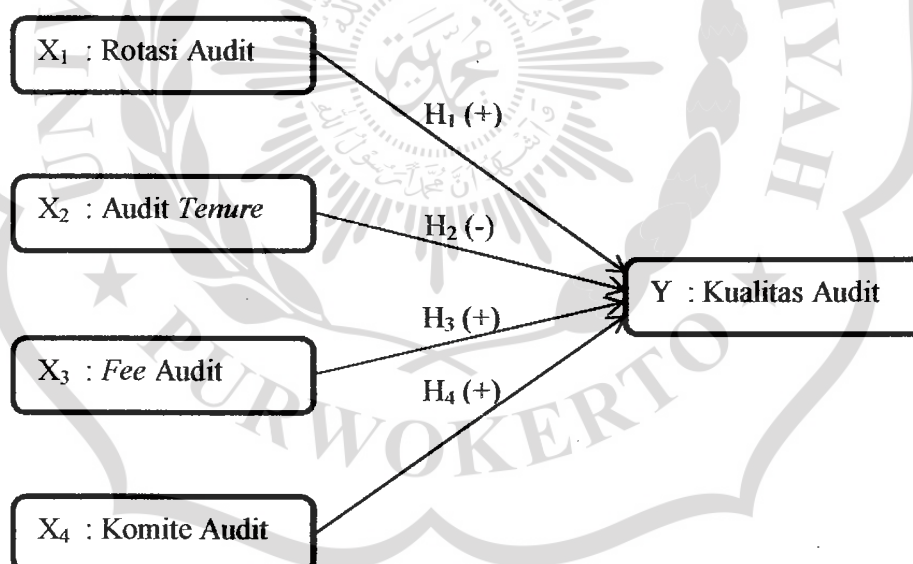 X₁ : Rotasi Audit
H₁ (+)
X₂ : Audit Tenure
H₂ (-)
Y : Kualitas Audit
H₃ (+)
X₃ : Fee Audit
H₄ (+)
X₄ : Komite Audit
PURWOKERTO